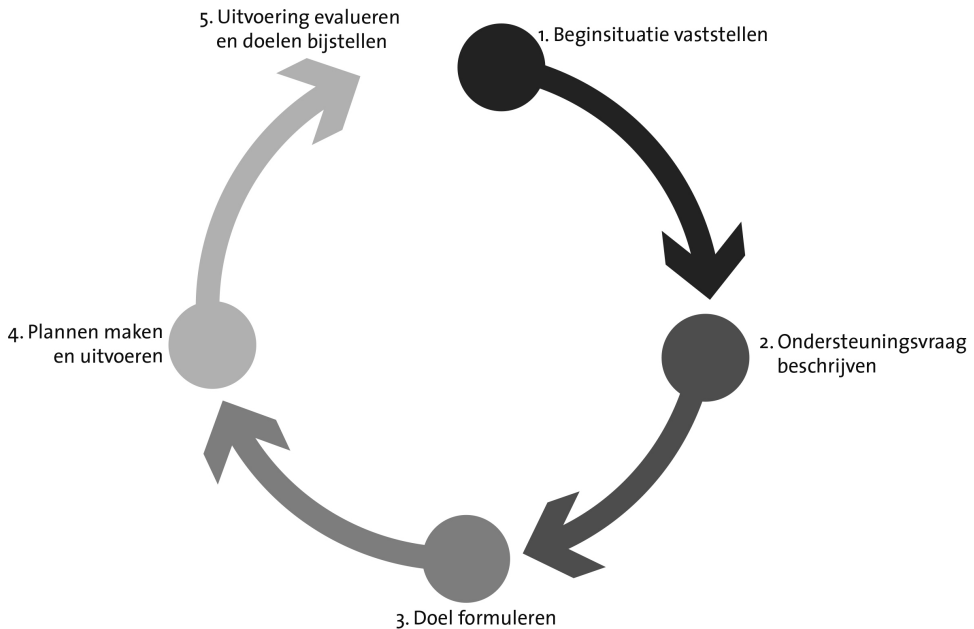 1. Beginsituatie vaststellen
2. Ondersteuningsvraag
beschrijven
3. Doel formuleren
4. Plannen maken
en uitvoeren
5. Uitvoering evalueren
en doelen bijstellen